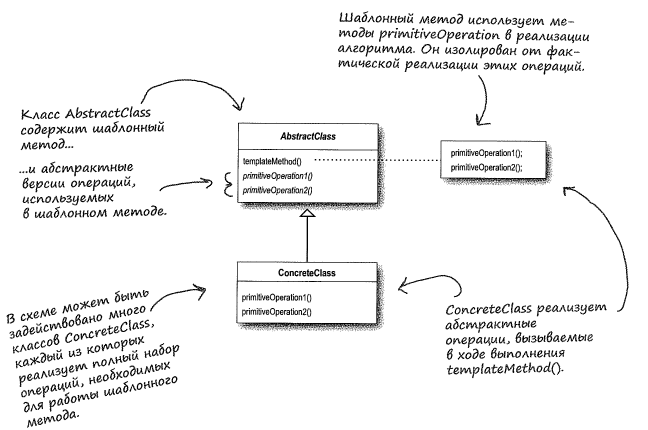 Шаблонный метод использует ме-
тоды primitiveOperation в реализации
алгоритма. Он изолирован от фак-
тической реализации этих операций.
Класс AbstractClass
содержит шаблонный
метод...
...и абстрактные
версии операций,
используемых
в шаблонном методе.
AbstractClass
templateMethod()
primitiveOperation1()
primitiveOperation2()
primitiveOperation1();
primitiveOperation2();
ConcreteClass
primitiveOperation1()
primitiveOperation2()
В схеме может быть
задействовано много
классов ConcreteClass,
каждый из которых
реализует полный набор
операций, необходимых
для работы шаблонного
метода.
ConcreteClass реализует
абстрактные
операции, вызываемые
в ходе выполнения
templateMethod().